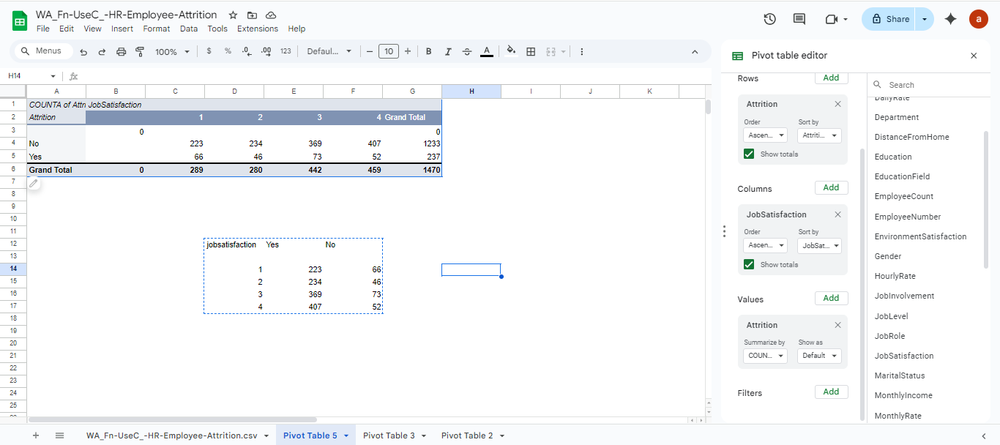 WA_Fn-UseC_-HR-Employee-Attrition
File Edit View Insert Format Data Tools Extensions Help
Share
a
Menus 100% $ % .0 .00 123 Defaul... 10 B I A
H14 fx
A B C D E F G H I J K
1 COUNTA of Attri JobSatisfaction
2 Attrition 1 2 3 4 Grand Total
3 0 0
4 No 223 234 369 407 1233
5 Yes 66 46 73 52 237
6 Grand Total 0 289 280 442 459 1470
7
8
9
10
11
12 jobsatisfaction Yes No
13
14 1 223 66
15 2 234 46
16 3 369 73
17 4 407 52
18
19
20
21
22
23
24
25
Pivot table editor
Rows Add
Attrition
Order Sort by
Ascen... Attriti...
Show totals
Columns Add
JobSatisfaction
Order Sort by
Ascen... JobSat...
Show totals
Values Add
Attrition
Summarize by Show as
COUN... Default
Filters Add
Search
DailyRate
Department
DistanceFromHome
Education
EducationField
EmployeeCount
EmployeeNumber
EnvironmentSatisfaction
Gender
HourlyRate
JobInvolvement
JobLevel
JobRole
JobSatisfaction
MaritalStatus
MonthlyIncome
MonthlyRate
WA_Fn-UseC_-HR-Employee-Attrition.csv Pivot Table 5 Pivot Table 3 Pivot Table 2